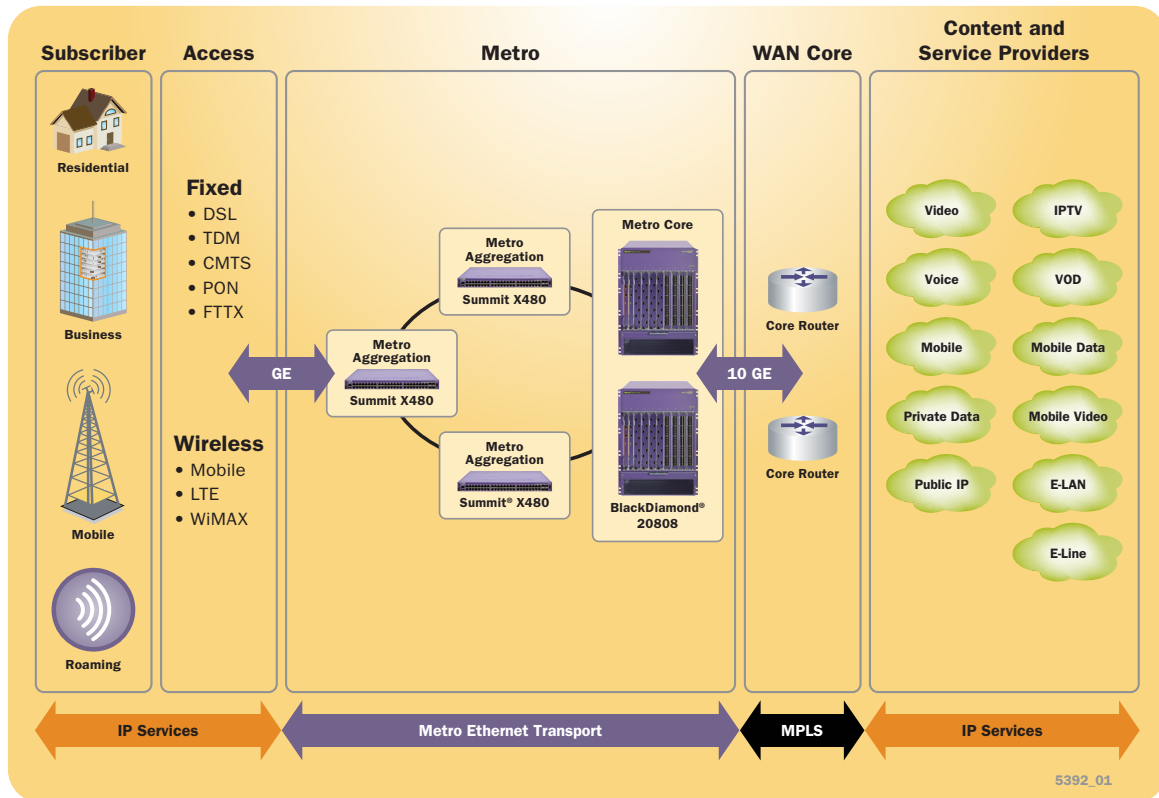 Subscriber
Access
Metro
WAN Core
Content and
Service Providers
Residential
Business
Mobile
Roaming
Fixed
• DSL
• TDM
• CMTS
• PON
• FTTX
Wireless
• Mobile
• LTE
• WiMAX
GE
Metro
Aggregation
Summit X480
Metro
Aggregation
Summit X480
Metro
Aggregation
Summit® X480
Metro Core
BlackDiamond®
20808
10 GE
Core Router
Core Router
Video
IPTV
Voice
VOD
Mobile
Mobile Data
Private Data
Mobile Video
Public IP
E-LAN
E-Line
IP Services
Metro Ethernet Transport
MPLS
IP Services
5392_01